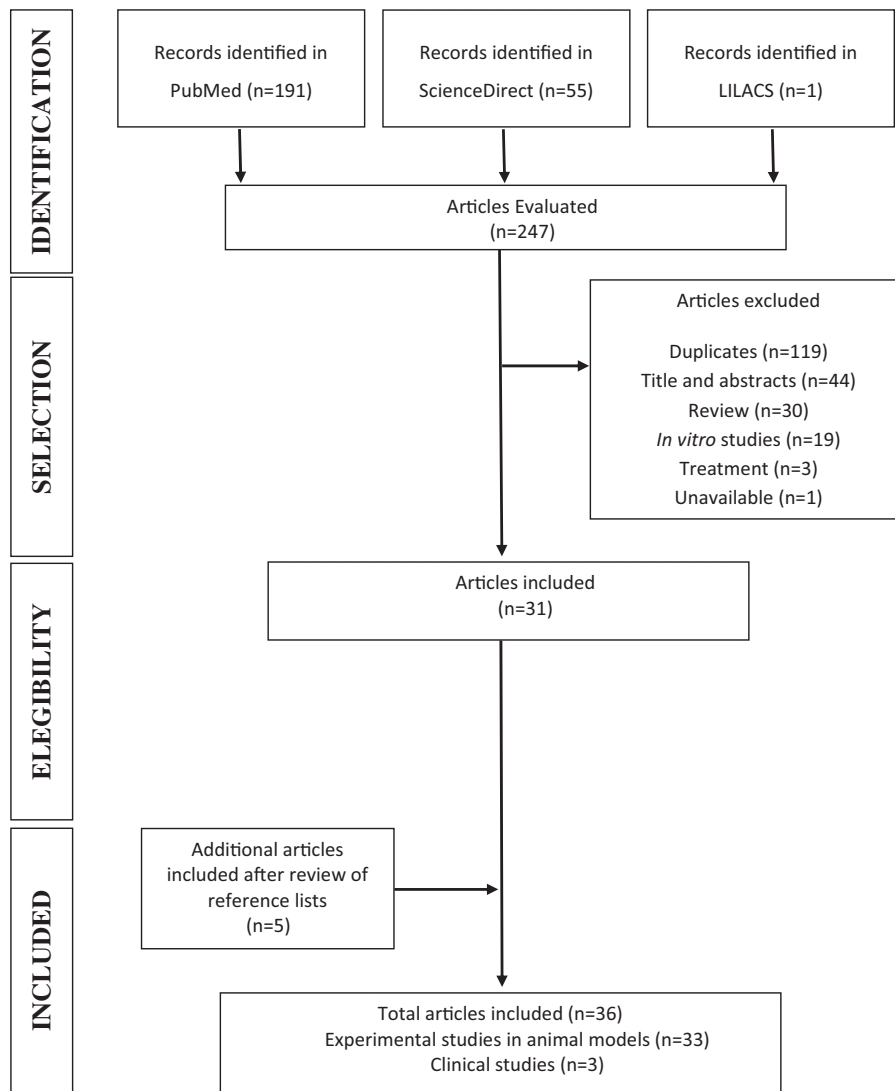 IDENTIFICATION
Records identified in
PubMed (n=191)
Records identified in
ScienceDirect (n=55)
Records identified in
LILACS (n=1)
Articles Evaluated
(n=247)
SELECTION
Articles excluded
Duplicates (n=119)
Title and abstracts (n=44)
Review (n=30)
In vitro studies (n=19)
Treatment (n=3)
Unavailable (n=1)
ELEGIBILITY
Articles included
(n=31)
INCLUDED
Additional articles
included after review of
reference lists
(n=5)
Total articles included (n=36)
Experimental studies in animal models (n=33)
Clinical studies (n=3)